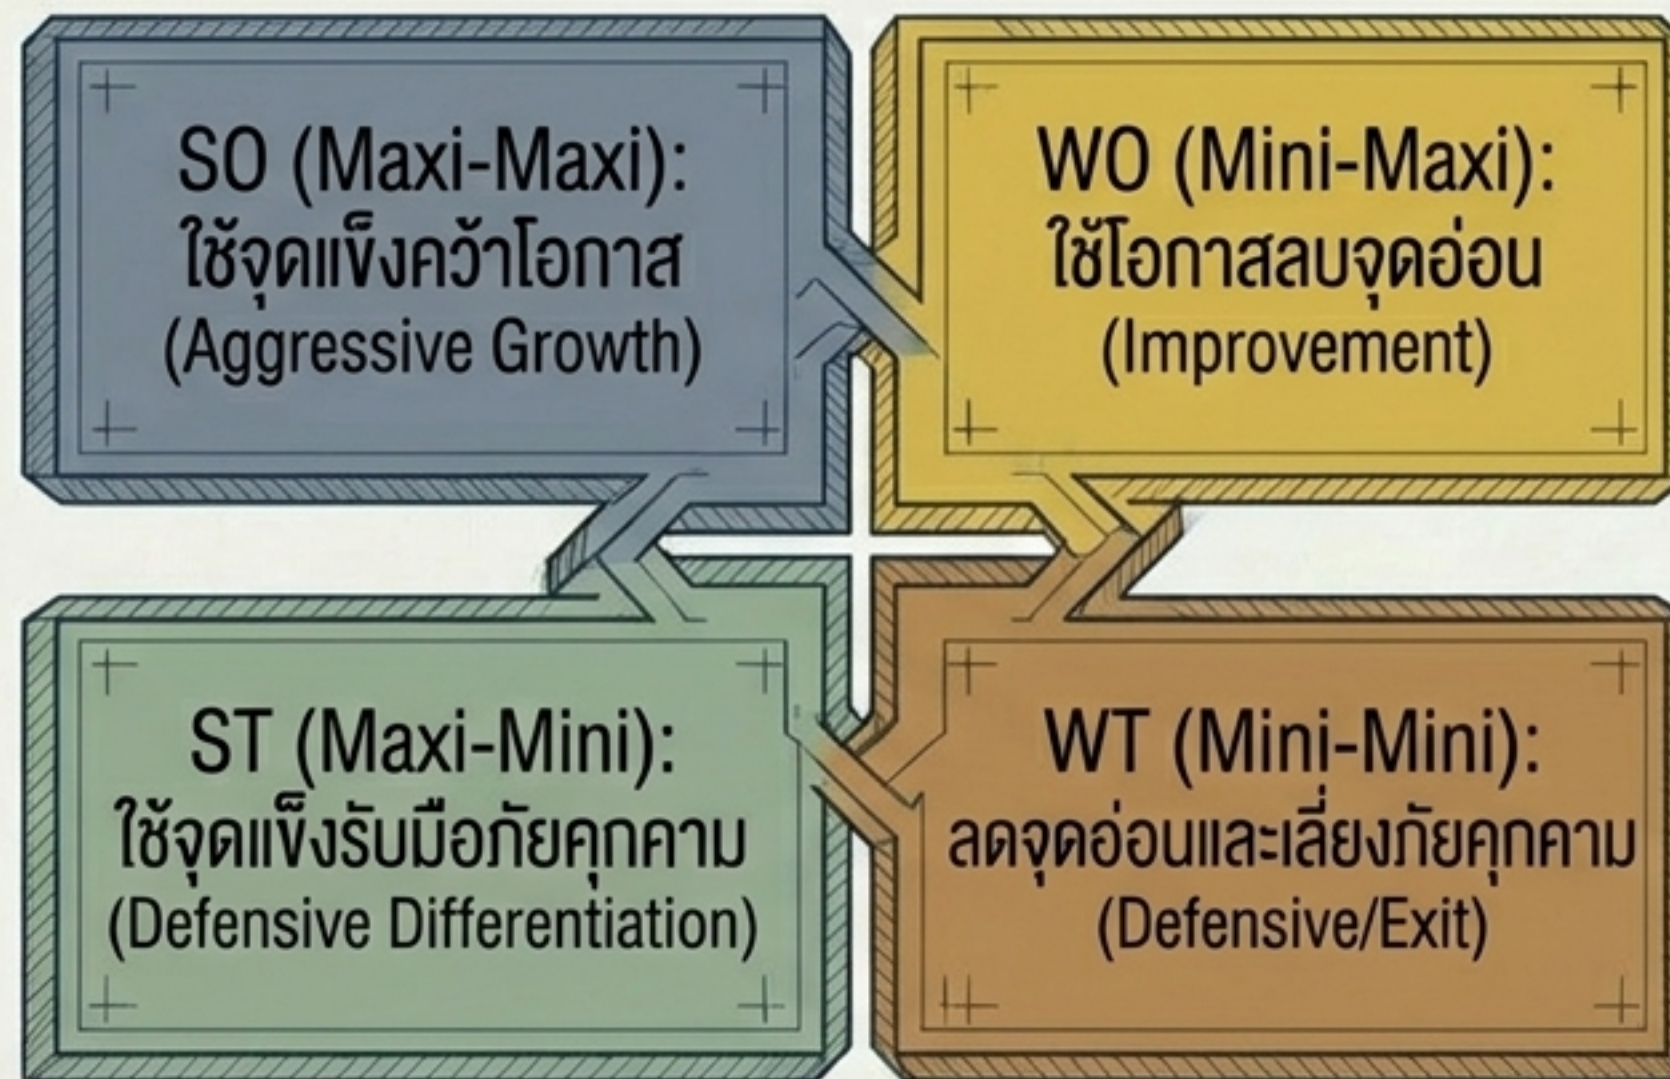 SO (Maxi-Maxi):
ใช้จุดแข็งคว้าโอกาส
(Aggressive Growth)
WO (Mini-Maxi):
ใช้โอกาสลบจุดอ่อน
(Improvement)
ST (Maxi-Mini):
ใช้จุดแข็งรับมือภัยคุกคาม
(Defensive Differentiation)
WT (Mini-Mini):
ลดจุดอ่อนและเลี่ยงภัยคุกคาม
(Defensive/Exit)